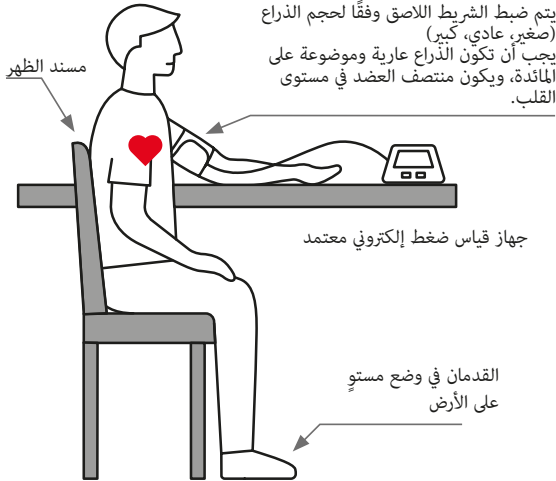 يتم ضبط الشريط اللاصق وفقًا لحجم الذراع
(صغير، عادي، كبير)
يجب أن تكون الذراع عارية وموضوعة على
المائدة، ويكون منتصف العضد في مستوى
القلب.
مسند الظهر
جهاز قياس ضغط إلكتروني معتمد
القدمان في وضع مستوٍ
على الأرض